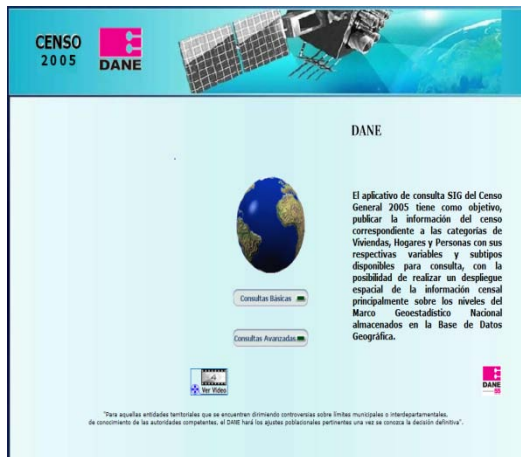 CENSO
2005
DANE
DANE
El aplicativo de consulta SIG del Censo
General 2005 tiene como objetivo,
publicar la información del censo
correspondiente a las categorías de
Viviendas, Hogares y Personas con sus
respectivas variables y subtipos
disponibles para consulta, con la
posibilidad de realizar un despliegue
espacial de la información censal
principalmente sobre los niveles del
Marco Geoestadístico Nacional
almacenados en la Base de Datos
Geográfica.
Consultas Básicas
Consultas Avanzadas
Ver Video
DANE
"Para aquellas entidades territoriales que se encuentren dirimiendo controversias sobre límites municipales o interdepartamentales,
de conocimiento de las autoridades competentes, el DANE hará los ajustes poblacionales pertinentes una vez se conozca la decisión definitiva".